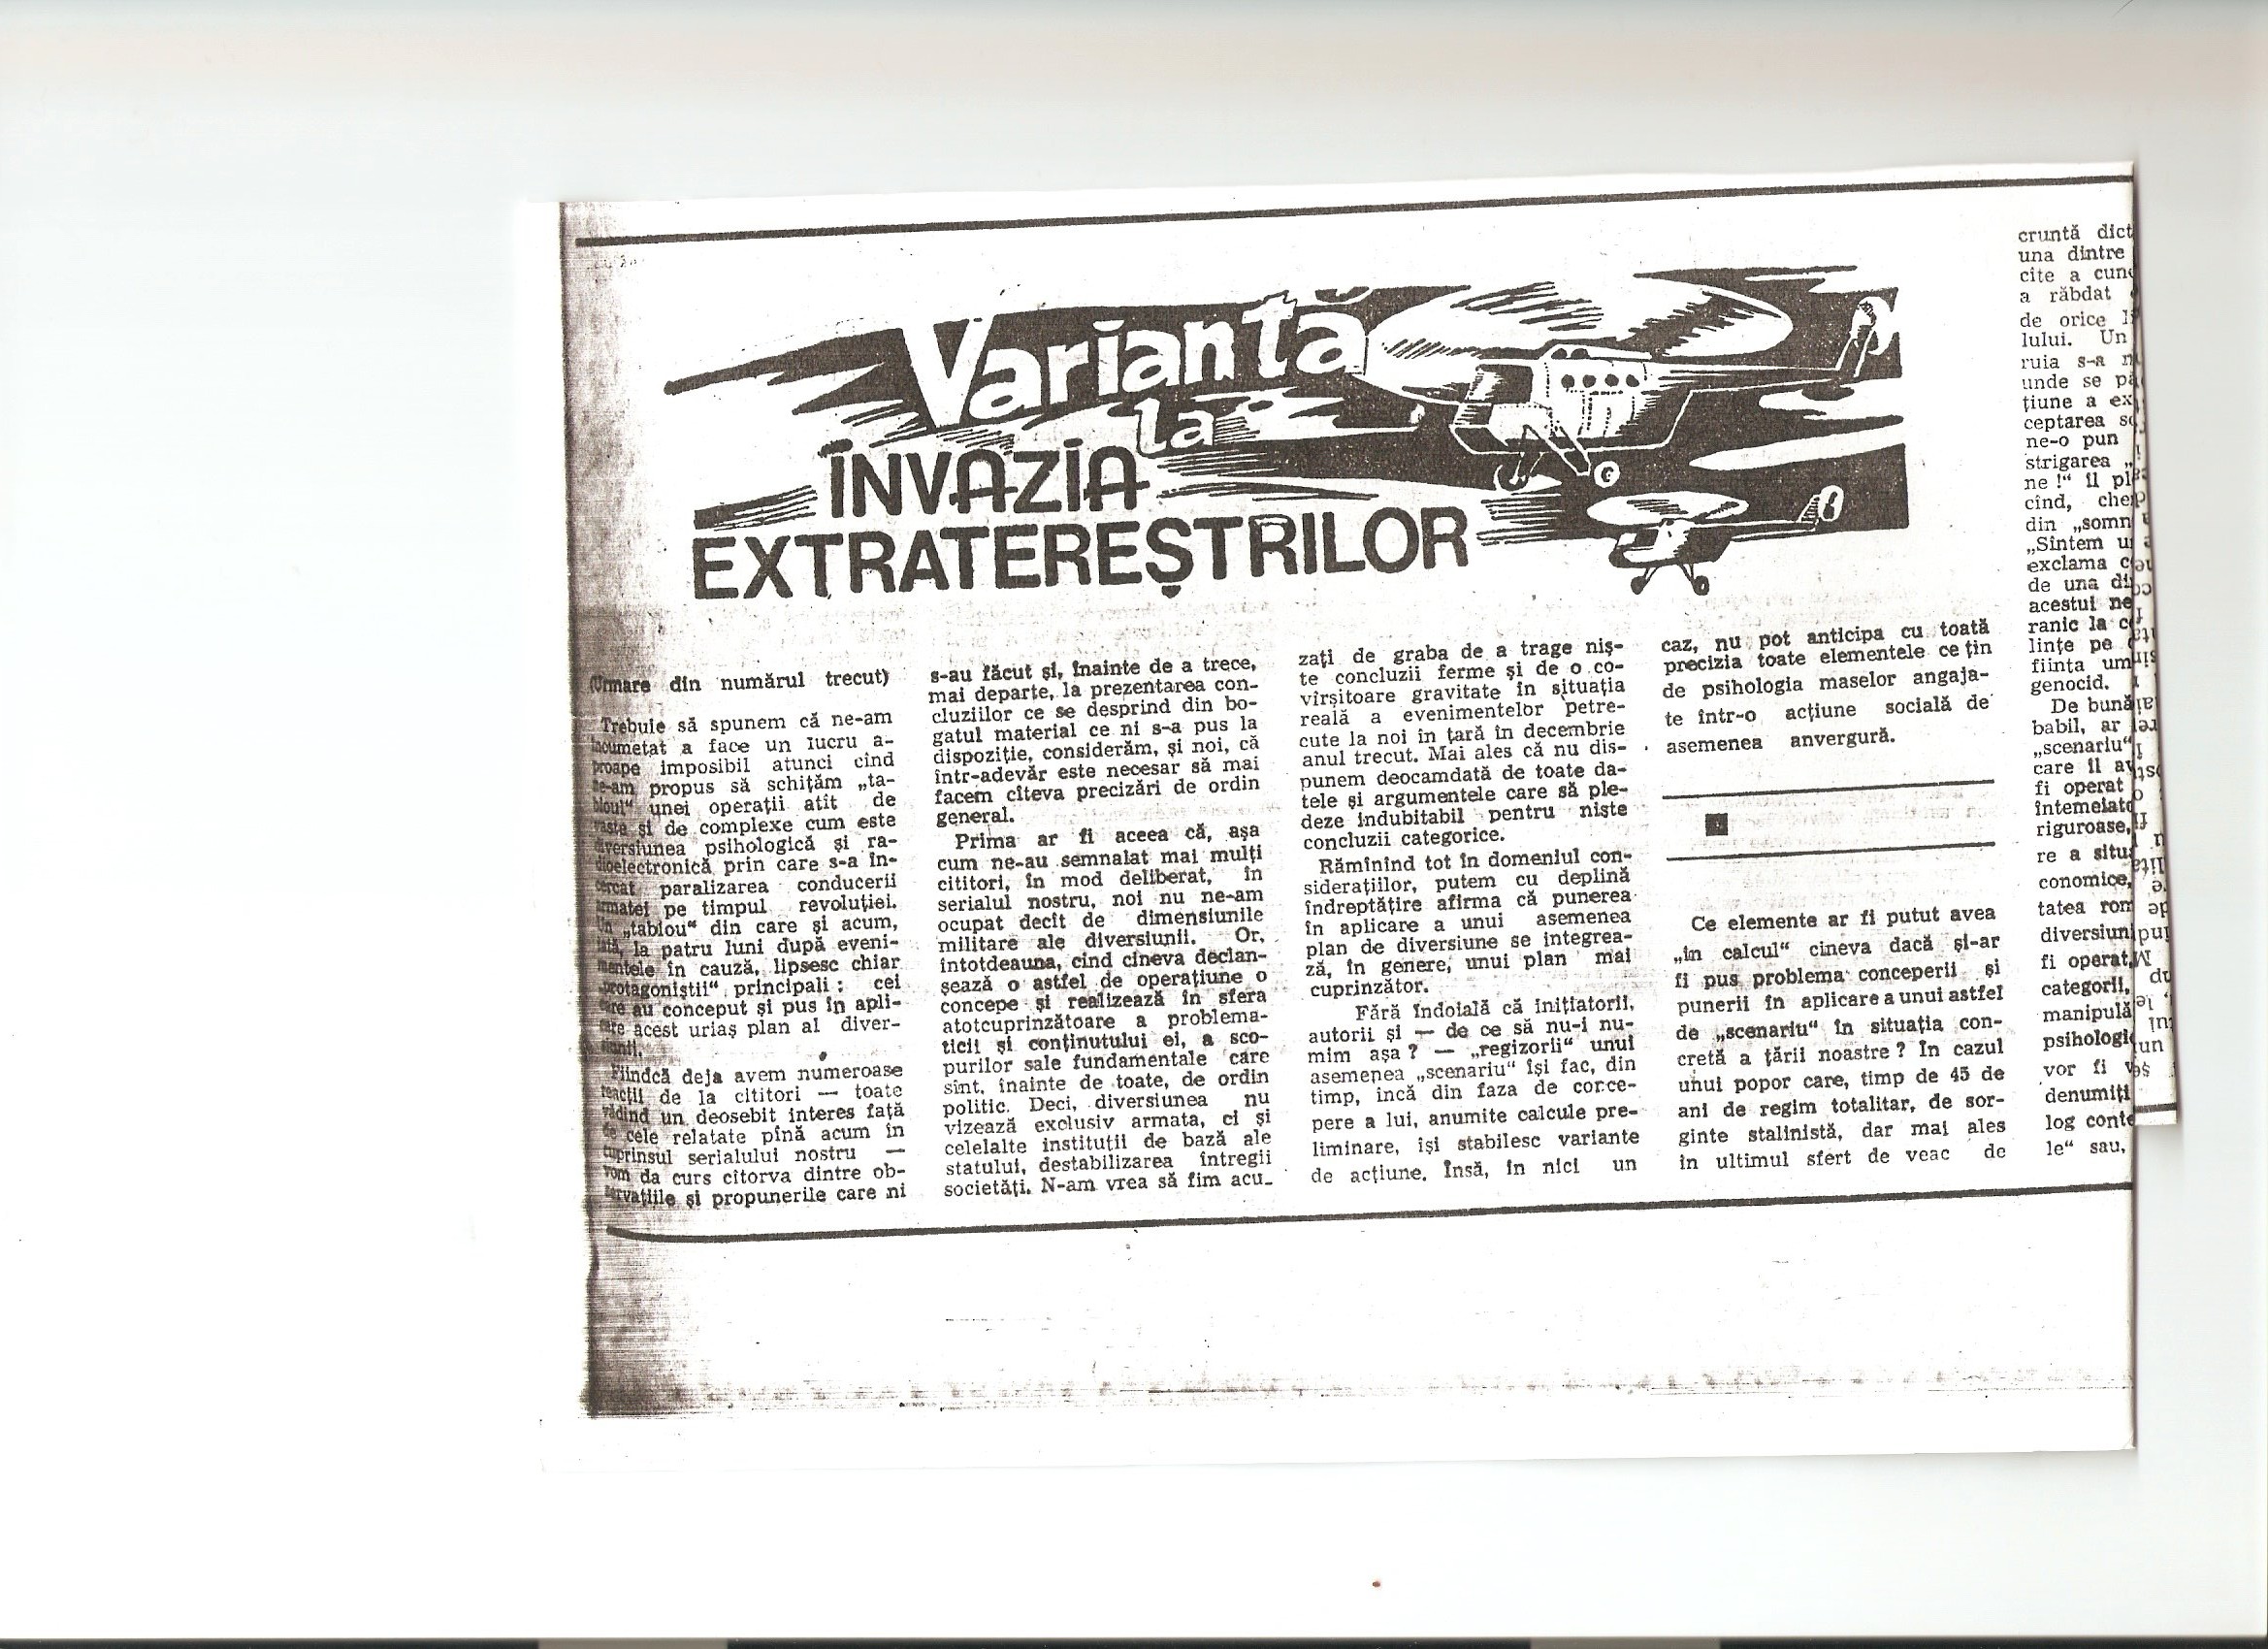 Varianta
la
INVAZIA
EXTRATEREȘTRILOR
(Urmare din numărul trecut)
Trebuie să spunem că ne-am
încumetat a face un lucru a-
proape imposibil atunci cînd
ne-am propus să schițăm „ta-
bloul“ unei operații atît de
vaste și de complexe cum este
diversiunea psihologică și ra-
dioelectronică prin care s-a în-
cercat paralizarea conducerii
armatei pe timpul revoluției.
Un „tablou“ din care și acum,
iată, la patru luni după eveni-
mentele în cauză, lipsesc chiar
„protagoniștii“ principali : cei
care au conceput și pus în apli-
care acest uriaș plan al diver-
siunii.
Fiindcă deja avem numeroase
reacții de la cititori — toate
vădind un deosebit interes față
de cele relatate pînă acum în
cuprinsul serialului nostru —
vom da curs cîtorva dintre ob-
servațiile și propunerile care ni
s-au făcut și, înainte de a trece,
mai departe, la prezentarea con-
cluziilor ce se desprind din bo-
gatul material ce ni s-a pus la
dispoziție, considerăm, și noi, că
într-adevăr este necesar să mai
facem cîteva precizări de ordin
general.
Prima ar fi aceea că, așa
cum ne-au semnalat mai mulți
cititori, în mod deliberat, în
serialul nostru, noi nu ne-am
ocupat decît de dimensiunile
militare ale diversiunii. Or,
întotdeauna, cînd cineva declan-
șează o astfel de operațiune o
concepe și realizează în sfera
atotcuprinzătoare a problema-
ticii și conținutului ei, a sco-
purilor sale fundamentale care
sînt, înainte de toate, de ordin
politic. Deci, diversiunea nu
vizează exclusiv armata, ci și
celelalte instituții de bază ale
statului, destabilizarea întregii
societăți. N-am vrea să fim acu-
zați de graba de a trage niș-
te concluzii ferme și de o co-
vîrșitoare gravitate în situația
reală a evenimentelor petre-
cute la noi în țară în decembrie
anul trecut. Mai ales că nu dis-
punem deocamdată de toate da-
tele și argumentele care să ple-
deze indubitabil pentru niște
concluzii categorice.
Rămînînd tot în domeniul con-
siderațiilor, putem cu deplină
îndreptățire afirma că punerea
în aplicare a unui asemenea
plan de diversiune se integrea-
ză, în genere, unui plan mai
cuprinzător.
Fără îndoială că inițiatorii,
autorii și — de ce să nu-i nu-
mim așa ? — „regizorii“ unui
asemenea „scenariu“ își fac, din
timp, încă din faza de conce-
pere a lui, anumite calcule pre-
liminare, își stabilesc variante
de acțiune. Însă, în nici un
caz, nu pot anticipa cu toată
precizia toate elementele ce țin
de psihologia maselor angaja-
te într-o acțiune socială de
asemenea anvergură.
Ce elemente ar fi putut avea
„în calcul“ cineva dacă și-ar
fi pus problema conceperii și
punerii în aplicare a unui astfel
de „scenariu“ în situația con-
cretă a țării noastre ? În cazul
unui popor care, timp de 45 de
ani de regim totalitar, de sor-
ginte stalinistă, dar mai ales
în ultimul sfert de veac de
cruntă dict
una dintre
cite a cun
a răbdat
de orice
lului. Un
ruia s-a
unde se
țiune a ex
ceptarea
ne-o pun
strigarea „
ne !“ îl
cînd, che
din „somn
„Sîntem
exclama
de una
acestui ne
ranic la
linţe pe
ființa um
genocid.
De bună
babil, ar
„scenariu“
care îl
fi operat
întemeiat
riguroase,
re a situ
conomice,
tatea rom
diversiun
fi operat,
categorii,
manipulă
psihologi
vor fi
denumiți
log conte
le“ sau,